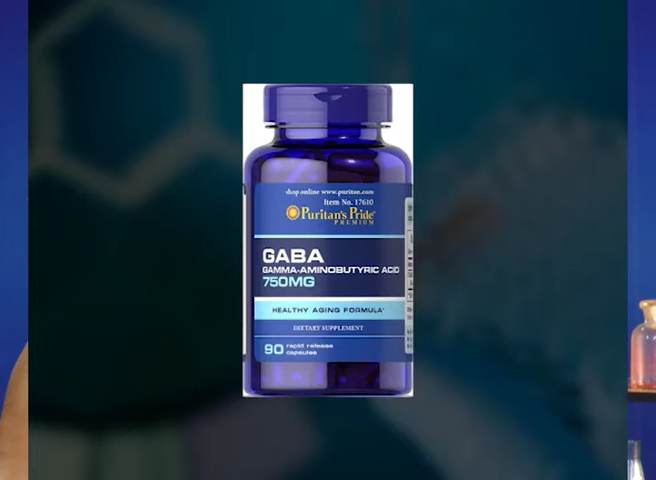 shop online www.puritan.com
Item No. 17610
Puritan's Pride®
PREMIUM
GABA
GAMMA-AMINOBUTYRIC ACID
750MG
HEALTHY AGING FORMULA*
DIETARY SUPPLEMENT
90 rapid release
capsules